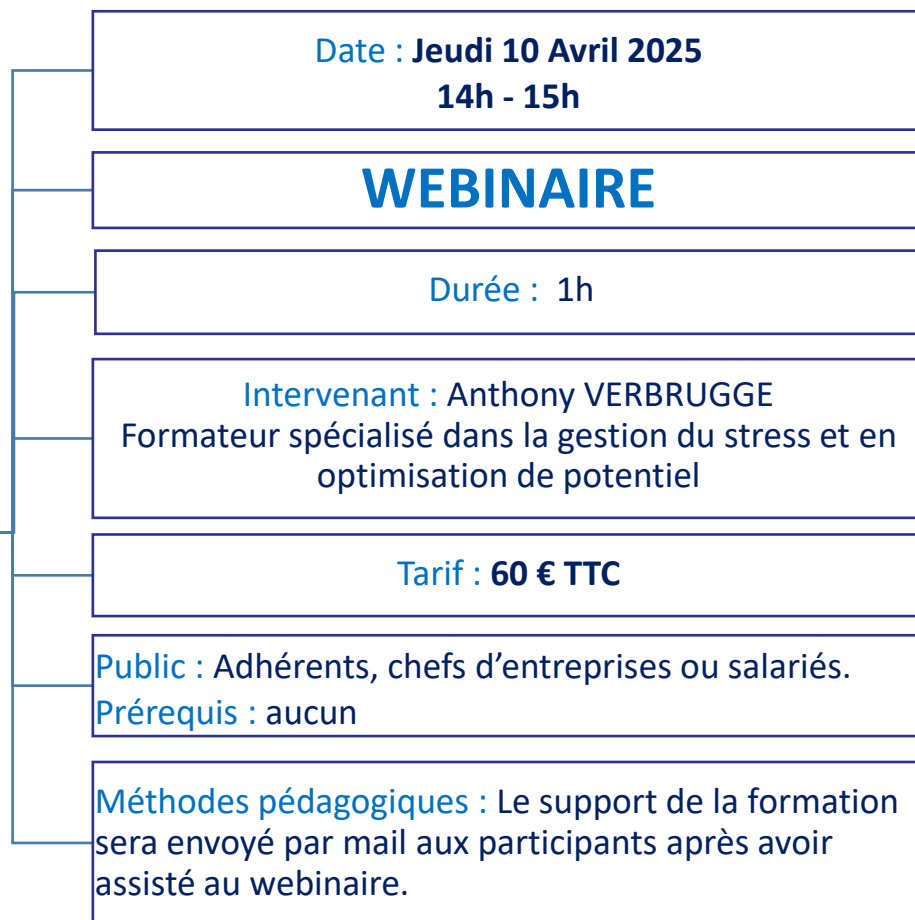 Date : Jeudi 10 Avril 2025
14h - 15h
WEBINAIRE
Durée : 1h
Intervenant : Anthony VERBRUGGE
Formateur spécialisé dans la gestion du stress et en
optimisation de potentiel
Tarif : 60 € TTC
Public : Adhérents, chefs d’entreprises ou salariés.
Prérequis : aucun
Méthodes pédagogiques : Le support de la formation
sera envoyé par mail aux participants après avoir
assisté au webinaire.